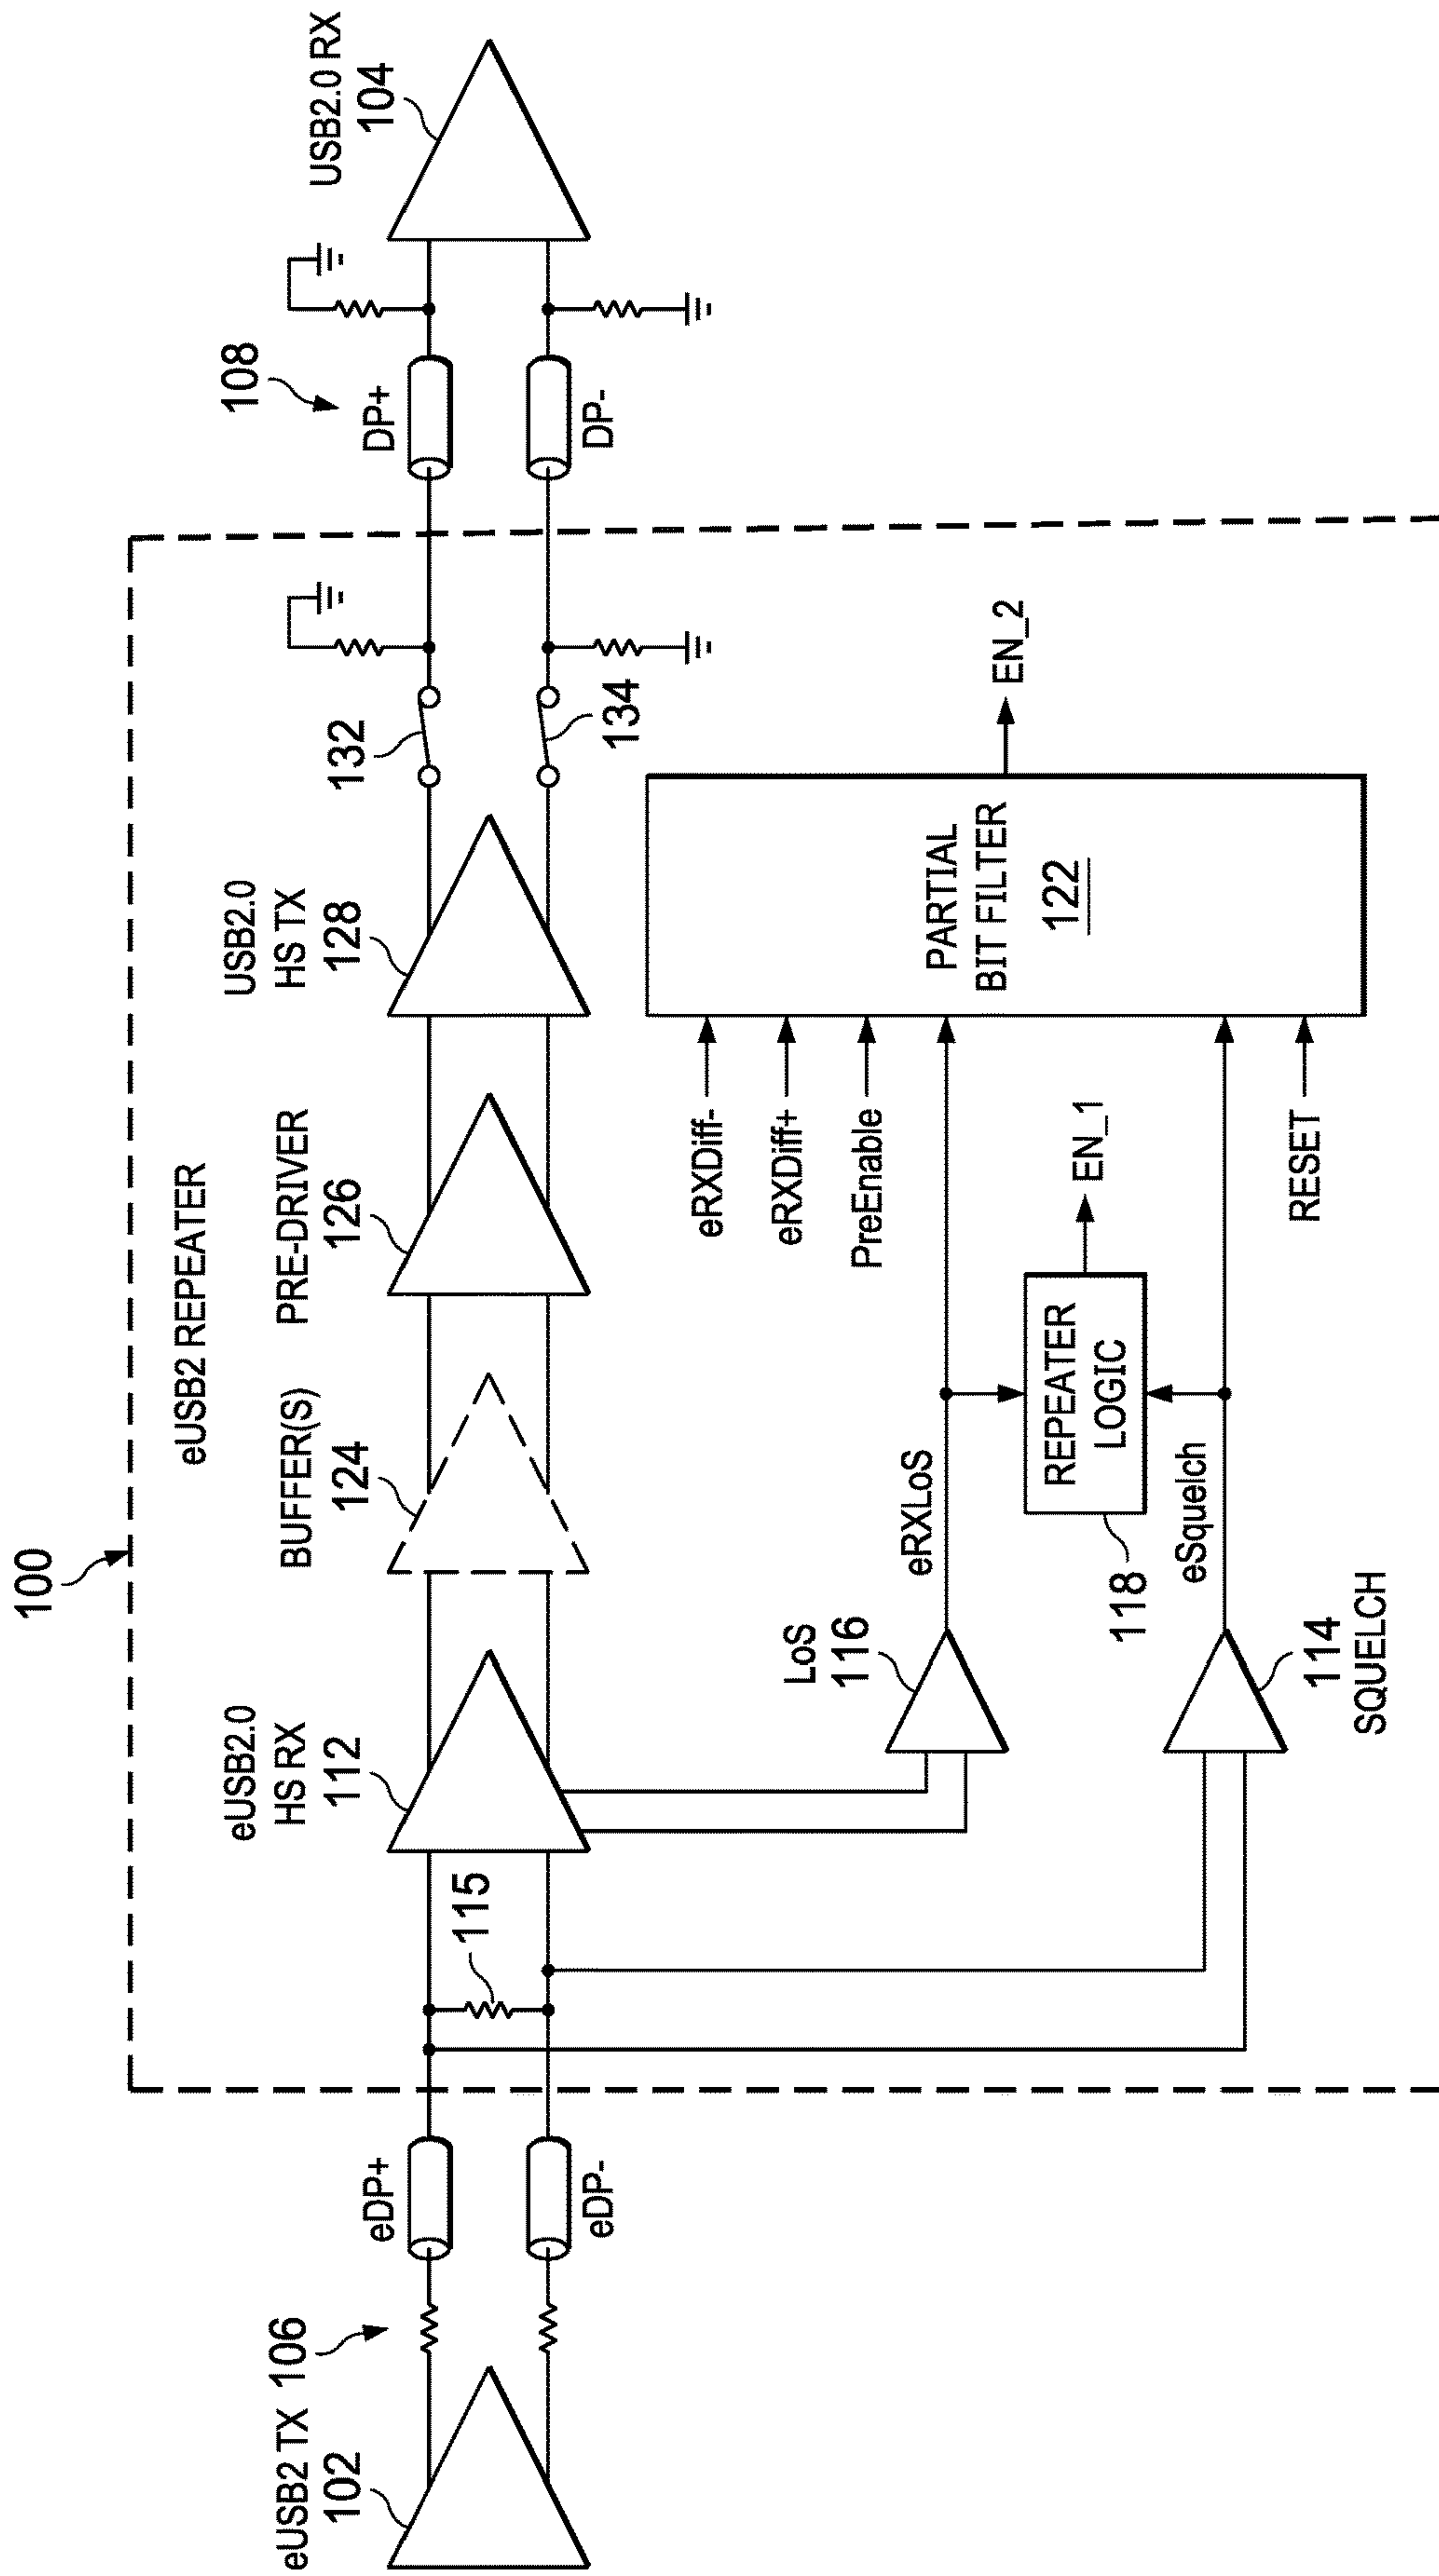 100
eUSB2 REPEATER
eUSB2 TX
102
106
eDP+
eDP-
115
eUSB2.0
HS RX
112
BUFFER(S)
124
PRE-DRIVER
126
USB2.0
HS TX
128
132
134
108
DP+
DP-
USB2.0 RX
104
LoS
116
eRXLoS
114
SQUELCH
eSquelch
118
REPEATER
LOGIC
EN_1
eRXDiff-
eRXDiff+
PreEnable
RESET
PARTIAL
BIT FILTER
122
EN_2